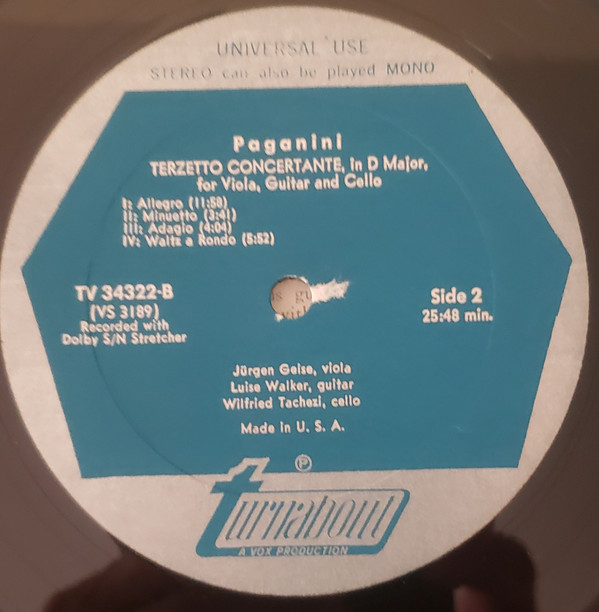 UNIVERSAL USE
STEREO can also be played MONO
Paganini
TERZETTO CONCERTANTE, in D Major,
for Viola, Guitar and Cello
I: Allegro (11:58)
II: Minuetto (3:41)
III: Adagio (4:04)
IV: Waltz a Rondo (5:52)
TV 34322-B
(VS 3189)
Recorded with
Dolby S/N Stretcher
Side 2
25:48 min.
Jürgen Geise, viola
Luise Walker, guitar
Wilfried Tachezi, cello
Made in U. S. A.
℗
turnabout
A VOX PRODUCTION